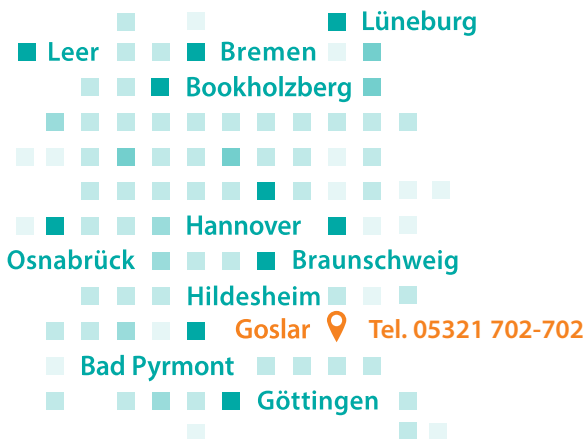 Lüneburg
Leer Bremen
Bookholzberg
Hannover
Osnabrück Braunschweig
Hildesheim
Goslar Tel. 05321 702-702
Bad Pyrmont
Göttingen